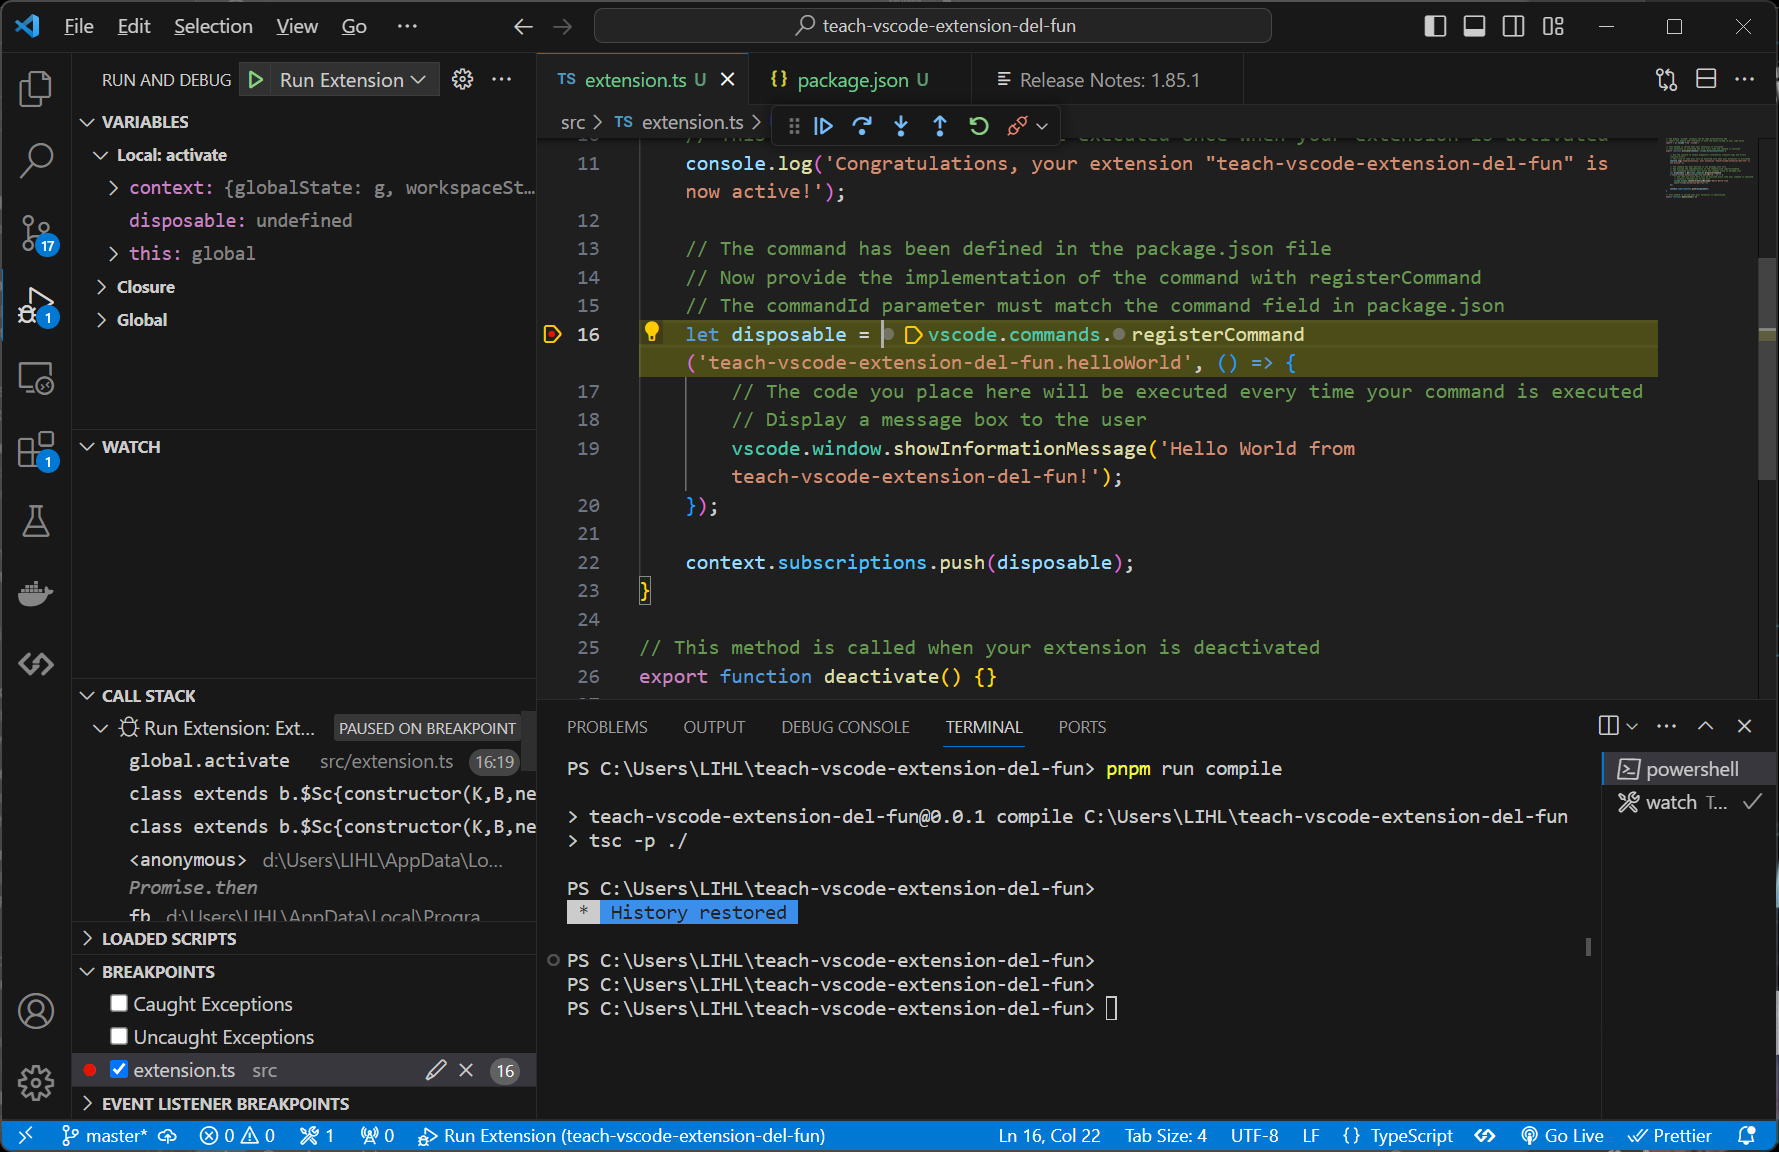 File Edit Selection View Go ···
teach-vscode-extension-del-fun
RUN AND DEBUG Run Extension
VARIABLES
Local: activate
context: {globalState: g, workspaceSt...
disposable: undefined
this: global
Closure
Global
17
1
1
WATCH
CALL STACK
Run Extension: Ext... PAUSED ON BREAKPOINT
global.activate src/extension.ts 16:19
class extends b.$Sc{constructor(K,B,ne
class extends b.$Sc{constructor(K,B,ne
<anonymous> d:\Users\LIHL\AppData\Lo...
Promise.then
fb d:\Users\LIHL\AppData\Local\Progra
LOADED SCRIPTS
BREAKPOINTS
Caught Exceptions
Uncaught Exceptions
extension.ts src 16
EVENT LISTENER BREAKPOINTS
TS extension.ts U {} package.json U Release Notes: 1.85.1
src > TS extension.ts >
10 // This executed once when your extension is activated
11 console.log('Congratulations, your extension "teach-vscode-extension-del-fun" is
now active!');
12
13 // The command has been defined in the package.json file
14 // Now provide the implementation of the command with registerCommand
15 // The commandId parameter must match the command field in package.json
16 let disposable = vscode.commands.registerCommand
('teach-vscode-extension-del-fun.helloWorld', () => {
17 // The code you place here will be executed every time your command is executed
18 // Display a message box to the user
19 vscode.window.showInformationMessage('Hello World from
teach-vscode-extension-del-fun!');
20 });
21
22 context.subscriptions.push(disposable);
23 }
24
25 // This method is called when your extension is deactivated
26 export function deactivate() {}
PROBLEMS OUTPUT DEBUG CONSOLE TERMINAL PORTS
PS C:\Users\LIHL\teach-vscode-extension-del-fun> pnpm run compile
> teach-vscode-extension-del-fun@0.0.1 compile C:\Users\LIHL\teach-vscode-extension-del-fun
> tsc -p ./
PS C:\Users\LIHL\teach-vscode-extension-del-fun>
* History restored
PS C:\Users\LIHL\teach-vscode-extension-del-fun>
PS C:\Users\LIHL\teach-vscode-extension-del-fun>
PS C:\Users\LIHL\teach-vscode-extension-del-fun>
powershell
watch T...
master* 0 0 1 0 Run Extension (teach-vscode-extension-del-fun) Ln 16, Col 22 Tab Size: 4 UTF-8 LF {} TypeScript Go Live Prettier